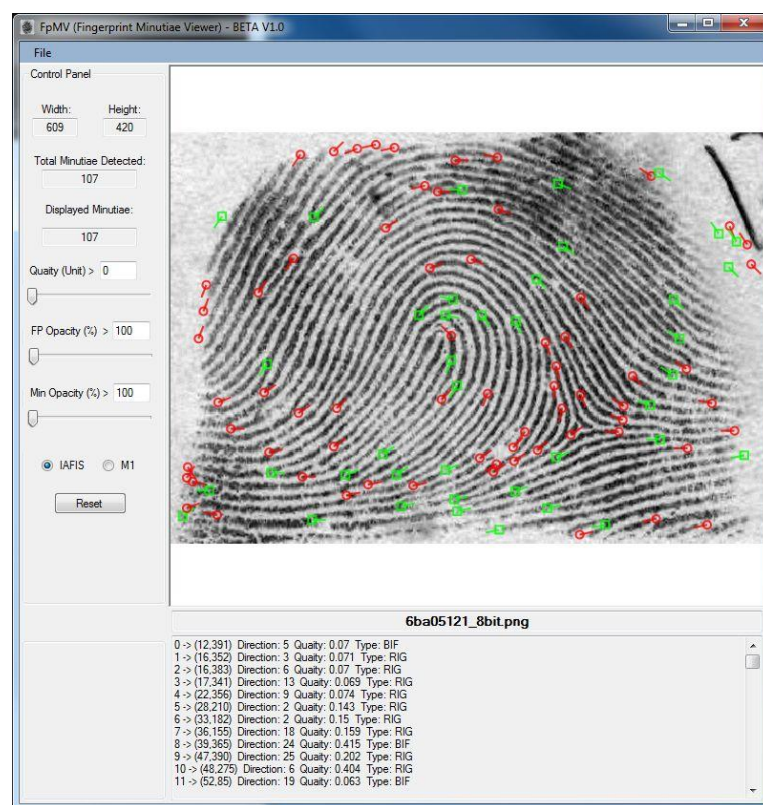 FpMV (Fingerprint Minutiae Viewer) - BETA V1.0
File
Control Panel
Width: Height:
609 420
Total Minutiae Detected:
107
Displayed Minutiae:
107
Quaity (Unit) > 0
FP Opacity (%) > 100
Min Opacity (%) > 100
IAFIS M1
Reset
6ba05121_8bit.png
0 -> (12,391) Direction: 5 Quaity: 0.07 Type: BIF
1 -> (16,352) Direction: 3 Quaity: 0.071 Type: RIG
2 -> (16,383) Direction: 6 Quaity: 0.07 Type: RIG
3 -> (17,341) Direction: 13 Quaity: 0.069 Type: RIG
4 -> (22,356) Direction: 9 Quaity: 0.074 Type: RIG
5 -> (28,210) Direction: 2 Quaity: 0.143 Type: RIG
6 -> (33,182) Direction: 2 Quaity: 0.15 Type: RIG
7 -> (36,155) Direction: 18 Quaity: 0.159 Type: RIG
8 -> (39,365) Direction: 24 Quaity: 0.415 Type: BIF
9 -> (47,390) Direction: 25 Quaity: 0.202 Type: RIG
10 -> (48,275) Direction: 6 Quaity: 0.404 Type: RIG
11 -> (52,85) Direction: 19 Quaity: 0.063 Type: BIF